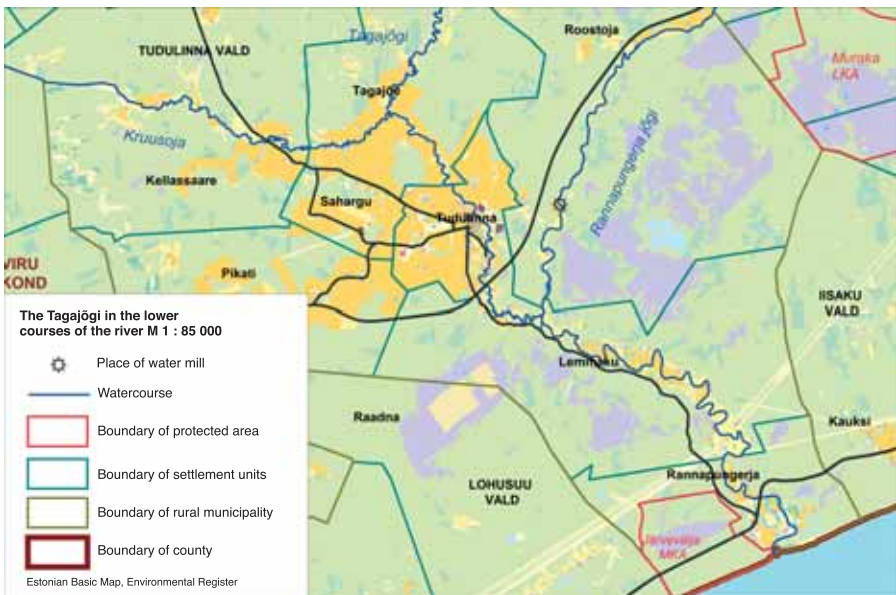 Tagajõgi
Roostoja
TUDULINNA VALD
Muraka
LKA
Tagajõe
Kruusoja
Rannapungerja jõgi
Kellassaare
Sahargu
Tudulinna
VIRU
KOND
Pikati
IISAKU
VALD
The Tagajõgi in the lower
courses of the river M 1 : 85 000
Place of water mill
Watercourse
Boundary of protected area
Boundary of settlement units
Boundary of rural municipality
Boundary of county
Estonian Basic Map, Environmental Register
Lemmaku
Raadna
Kauksi
LOHUSUU
VALD
Rannapungerja
Järvevälja
MKA